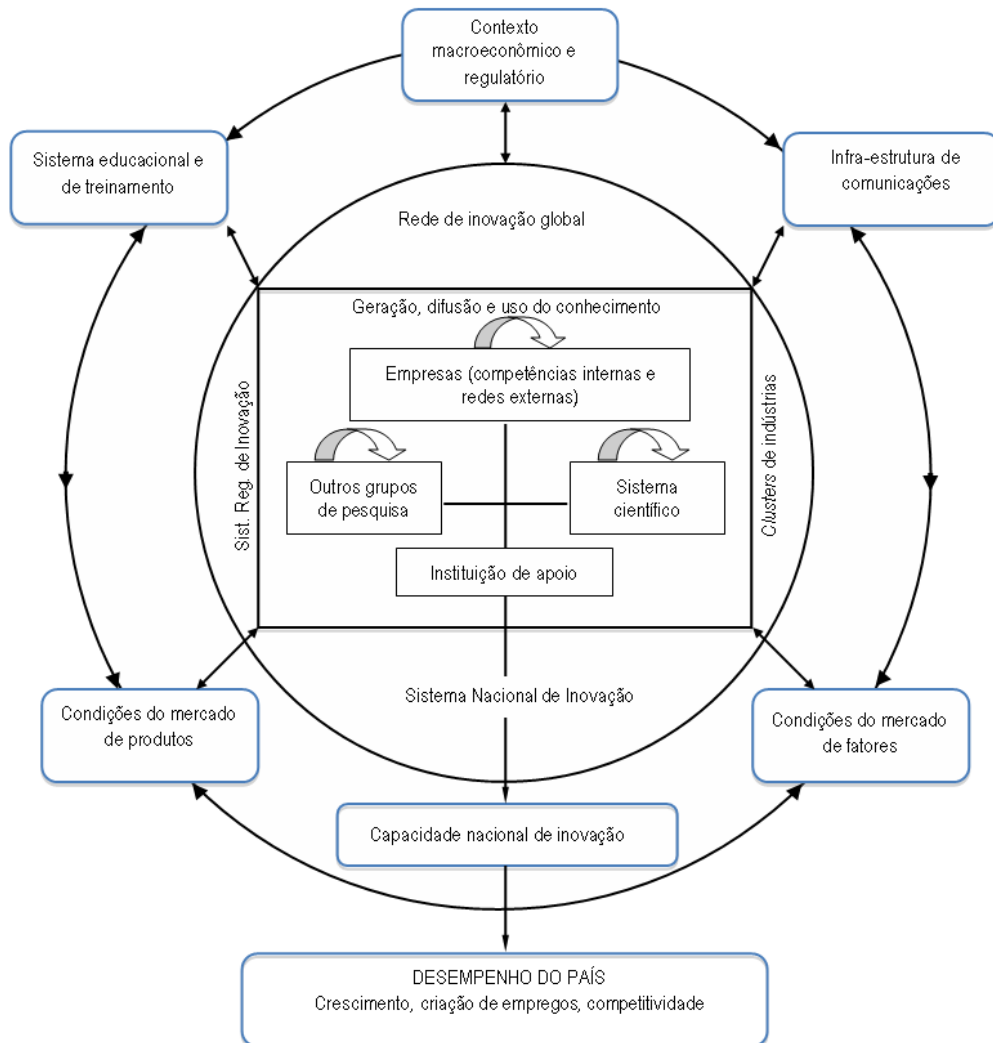 Contexto
macroeconômico e
regulatório
Sistema educacional e
de treinamento
Infra-estrutura de
comunicações
Rede de inovação global
Geração, difusão e uso do conhecimento
Empresas (competências internas e
redes externas)
Sist. Reg. de Inovação
Clusters de indústrias
Outros grupos
de pesquisa
Sistema
científico
Instituição de apoio
Sistema Nacional de Inovação
Condições do mercado
de produtos
Condições do mercado
de fatores
Capacidade nacional de inovação
DESEMPENHO DO PAÍS
Crescimento, criação de empregos, competitividade